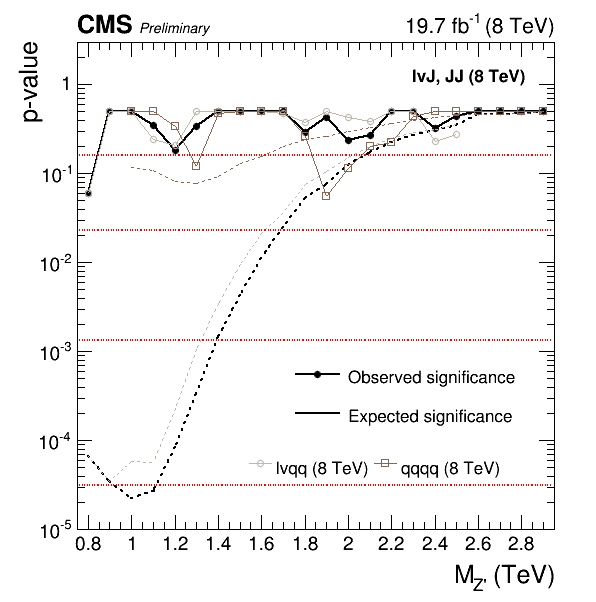 CMS Preliminary 19.7 fb⁻¹ (8 TeV)
p-value
lvJ, JJ (8 TeV)
1
10⁻¹
10⁻²
10⁻³
10⁻⁴
10⁻⁵
Observed significance
Expected significance
lvqq (8 TeV) qqqq (8 TeV)
0.8 1 1.2 1.4 1.6 1.8 2 2.2 2.4 2.6 2.8
M_Z' (TeV)